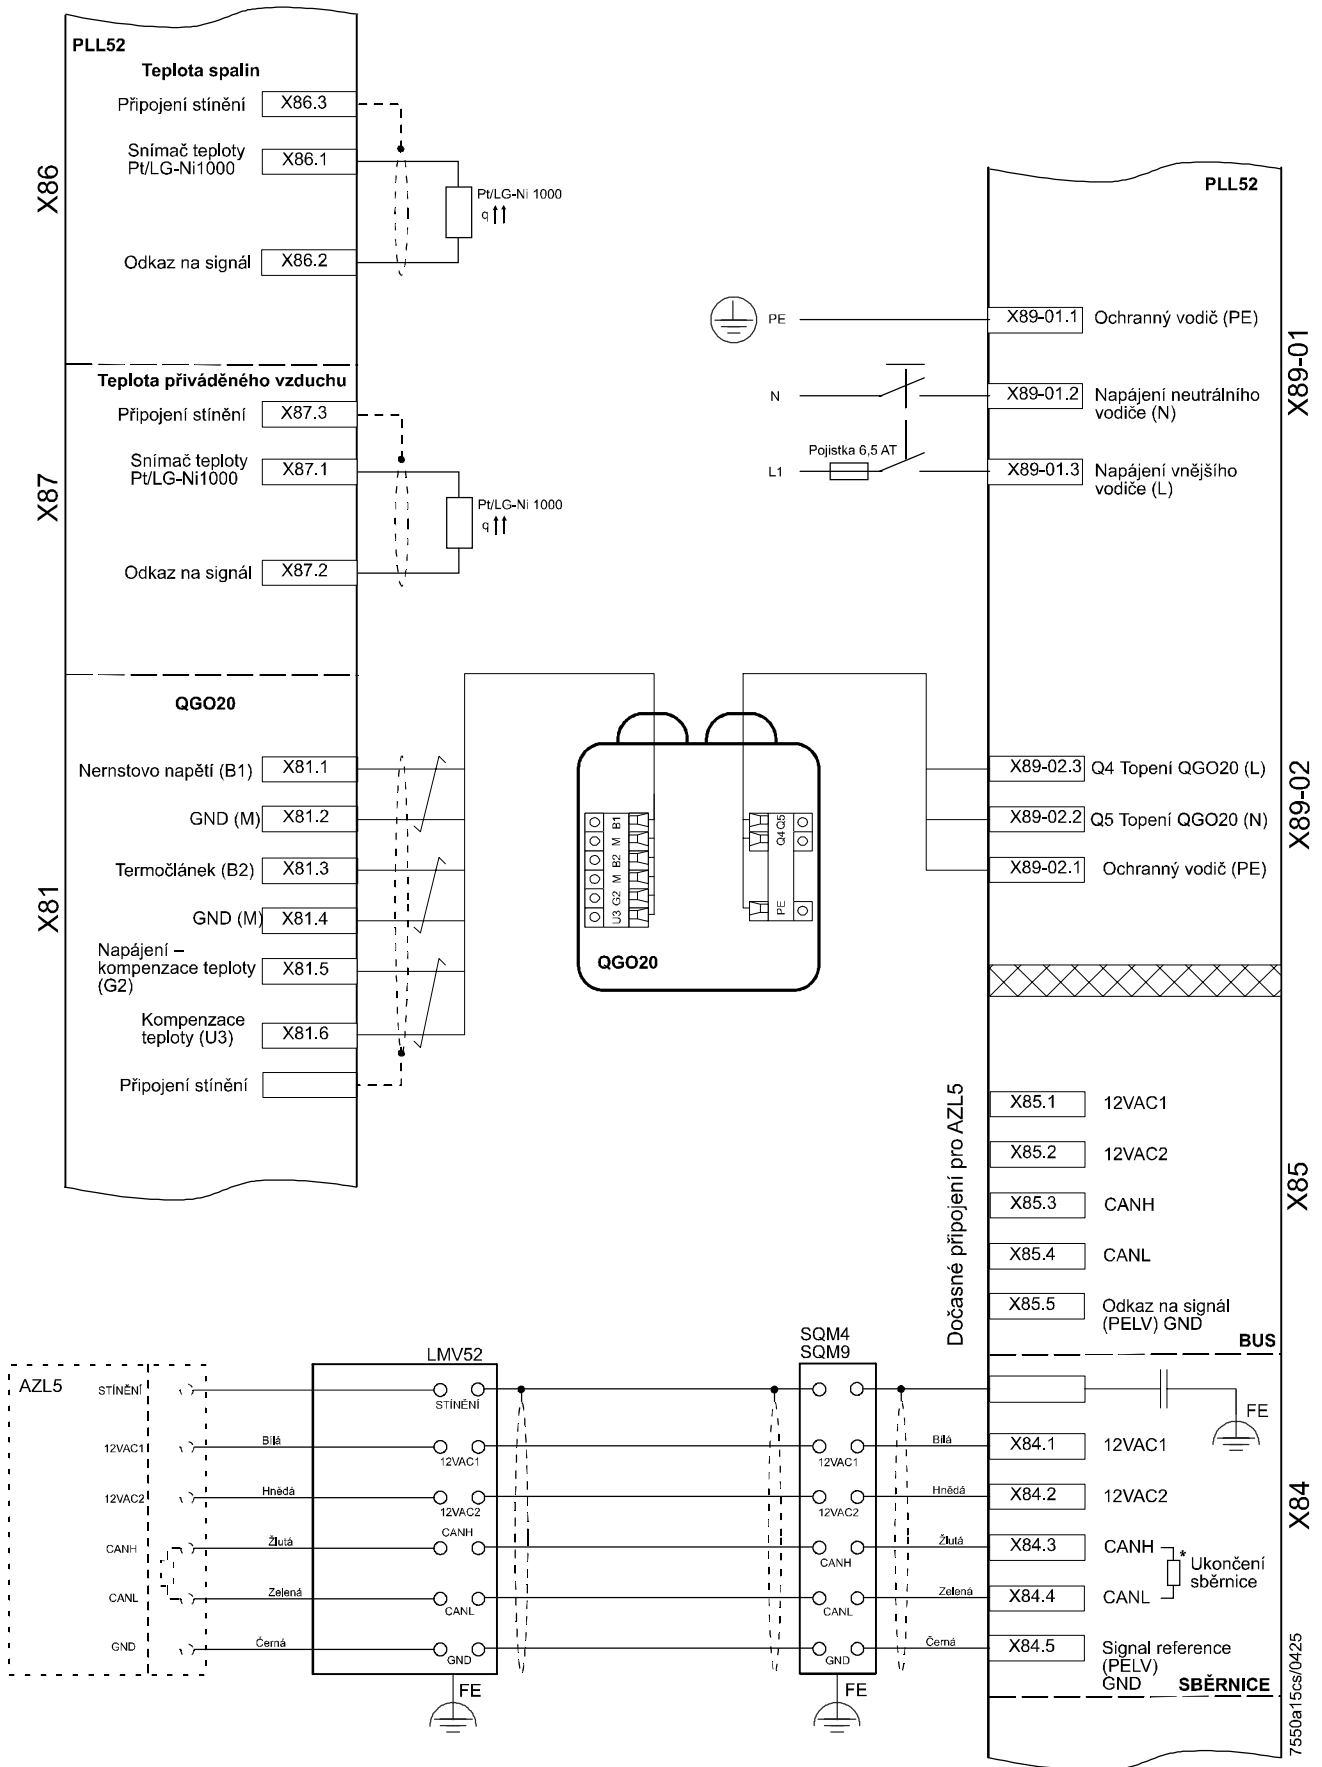 PLL52
Teplota spalin
Připojení stínění
X86.3
Snímač teploty
Pt/LG-Ni1000
X86.1
Pt/LG-Ni 1000
q
Odkaz na signál
X86.2
X86
Teplota přiváděného vzduchu
Připojení stínění
X87.3
Snímač teploty
Pt/LG-Ni1000
X87.1
Pt/LG-Ni 1000
q
Odkaz na signál
X87.2
X87
QGO20
Nernstovo napětí (B1)
X81.1
GND (M)
X81.2
Termočlánek (B2)
X81.3
GND (M)
X81.4
Napájení –
kompenzace teploty
(G2)
X81.5
Kompenzace
teploty (U3)
X81.6
Připojení stínění
X81
B1
M
B2
M
G2
U3
Q5
Q4
PE
QGO20
PLL52
PE
X89-01.1
Ochranný vodič (PE)
N
X89-01.2
Napájení neutrálního
vodiče (N)
Pojistka 6,5 AT
L1
X89-01.3
Napájení vnějšího
vodiče (L)
X89-01
X89-02.3
Q4 Topení QGO20 (L)
X89-02.2
Q5 Topení QGO20 (N)
X89-02.1
Ochranný vodič (PE)
X89-02
Dočasné připojení pro AZL5
X85.1
12VAC1
X85.2
12VAC2
X85.3
CANH
X85.4
CANL
X85.5
Odkaz na signál
(PELV) GND
BUS
X85
FE
X84.1
12VAC1
X84.2
12VAC2
X84.3
CANH
X84.4
CANL
* Ukončení
sběrnice
X84.5
Signal reference
(PELV)
GND
SBĚRNICE
X84
AZL5
STÍNĚNÍ
12VAC1
12VAC2
CANH
CANL
GND
Bílá
Hnědá
Žlutá
Zelená
Černá
LMV52
STÍNĚNÍ
12VAC1
12VAC2
CANH
CANL
GND
FE
SQM4
SQM9
12VAC1
12VAC2
CANH
CANL
GND
FE
Bílá
Hnědá
Žlutá
Zelená
Černá
7550a15cs/0425